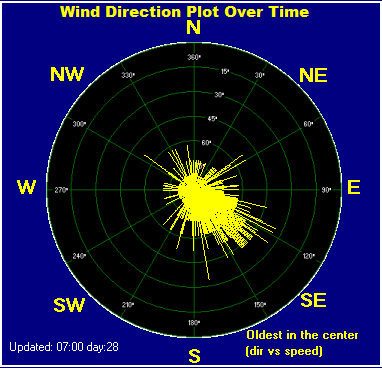 Wind Direction Plot Over Time
N
360°
NW
330°
15°
30°
NE
30°
300°
45°
60°
60°
W
270°
90°
E
240°
120°
SW
210°
150°
SE
180°
Oldest in the center
Updated: 07:00 day:28
S
(dir vs speed)